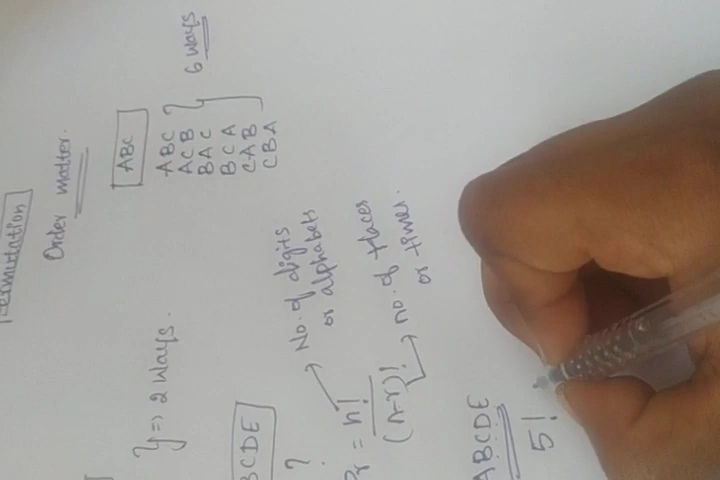 Permutation
Order matter.
ABC
ABC
ACB
BAC
BCA
CAB
CBA
6 ways
} => 2 ways.
BCDE
?
Pr = n! / (n-r)!
→ No. of digits
or alphabets
→ no. of places
or times.
ABCDE
5!